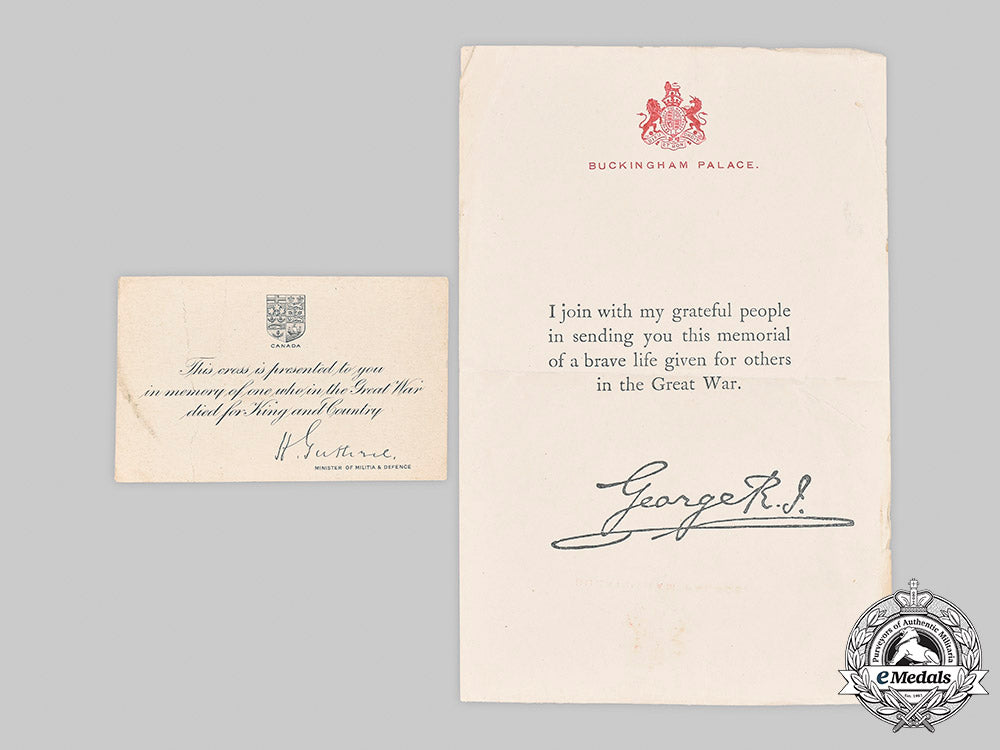 CANADA
This cross is presented to you
in memory of one who in the Great War
died for King and Country
H. Guthrie.
MINISTER OF MILITIA & DEFENCE
BUCKINGHAM PALACE.
I join with my grateful people
in sending you this memorial
of a brave life given for others
in the Great War.
George R.I.
Purveyors of Authentic Militaria
eMedals